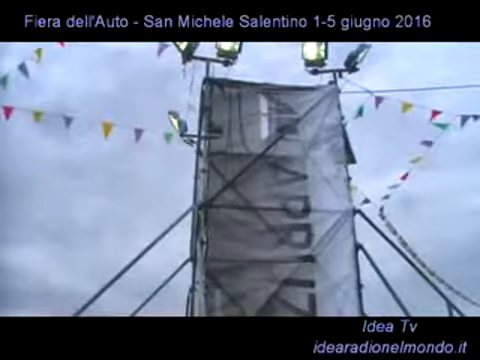 Fiera dell'Auto - San Michele Salentino 1-5 giugno 2016
Idea Tv
idearadionelmondo.it